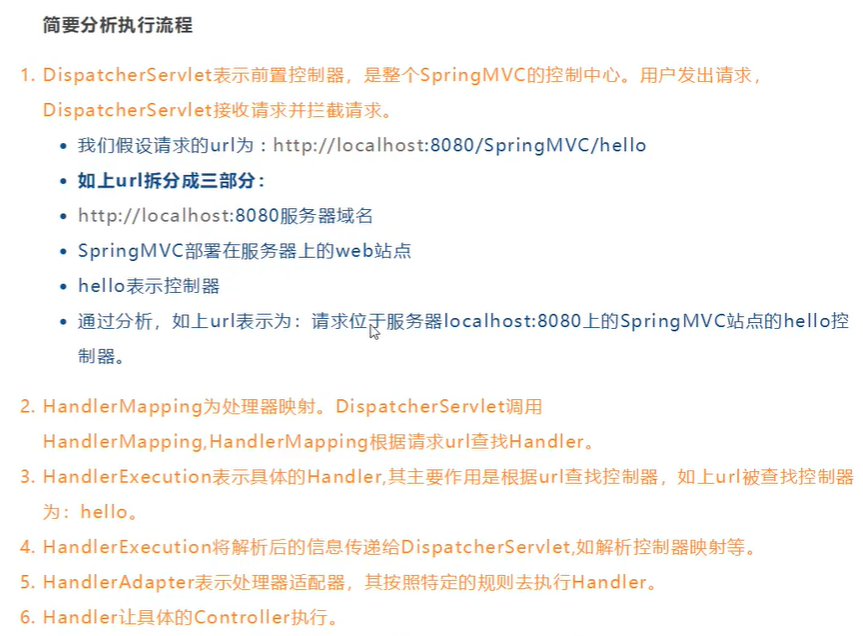 简要分析执行流程
1. DispatcherServlet表示前置控制器，是整个SpringMVC的控制中心。用户发出请求，
DispatcherServlet接收请求并拦截请求。
• 我们假设请求的url为 : http://localhost:8080/SpringMVC/hello
• 如上url拆分成三部分：
• http://localhost:8080服务器域名
• SpringMVC部署在服务器上的web站点
• hello表示控制器
• 通过分析，如上url表示为：请求位于服务器localhost:8080上的SpringMVC站点的hello控
制器。
2. HandlerMapping为处理器映射。DispatcherServlet调用
HandlerMapping,HandlerMapping根据请求url查找Handler。
3. HandlerExecution表示具体的Handler,其主要作用是根据url查找控制器，如上url被查找控制器
为：hello。
4. HandlerExecution将解析后的信息传递给DispatcherServlet,如解析控制器映射等。
5. HandlerAdapter表示处理器适配器，其按照特定的规则去执行Handler。
6. Handler让具体的Controller执行。